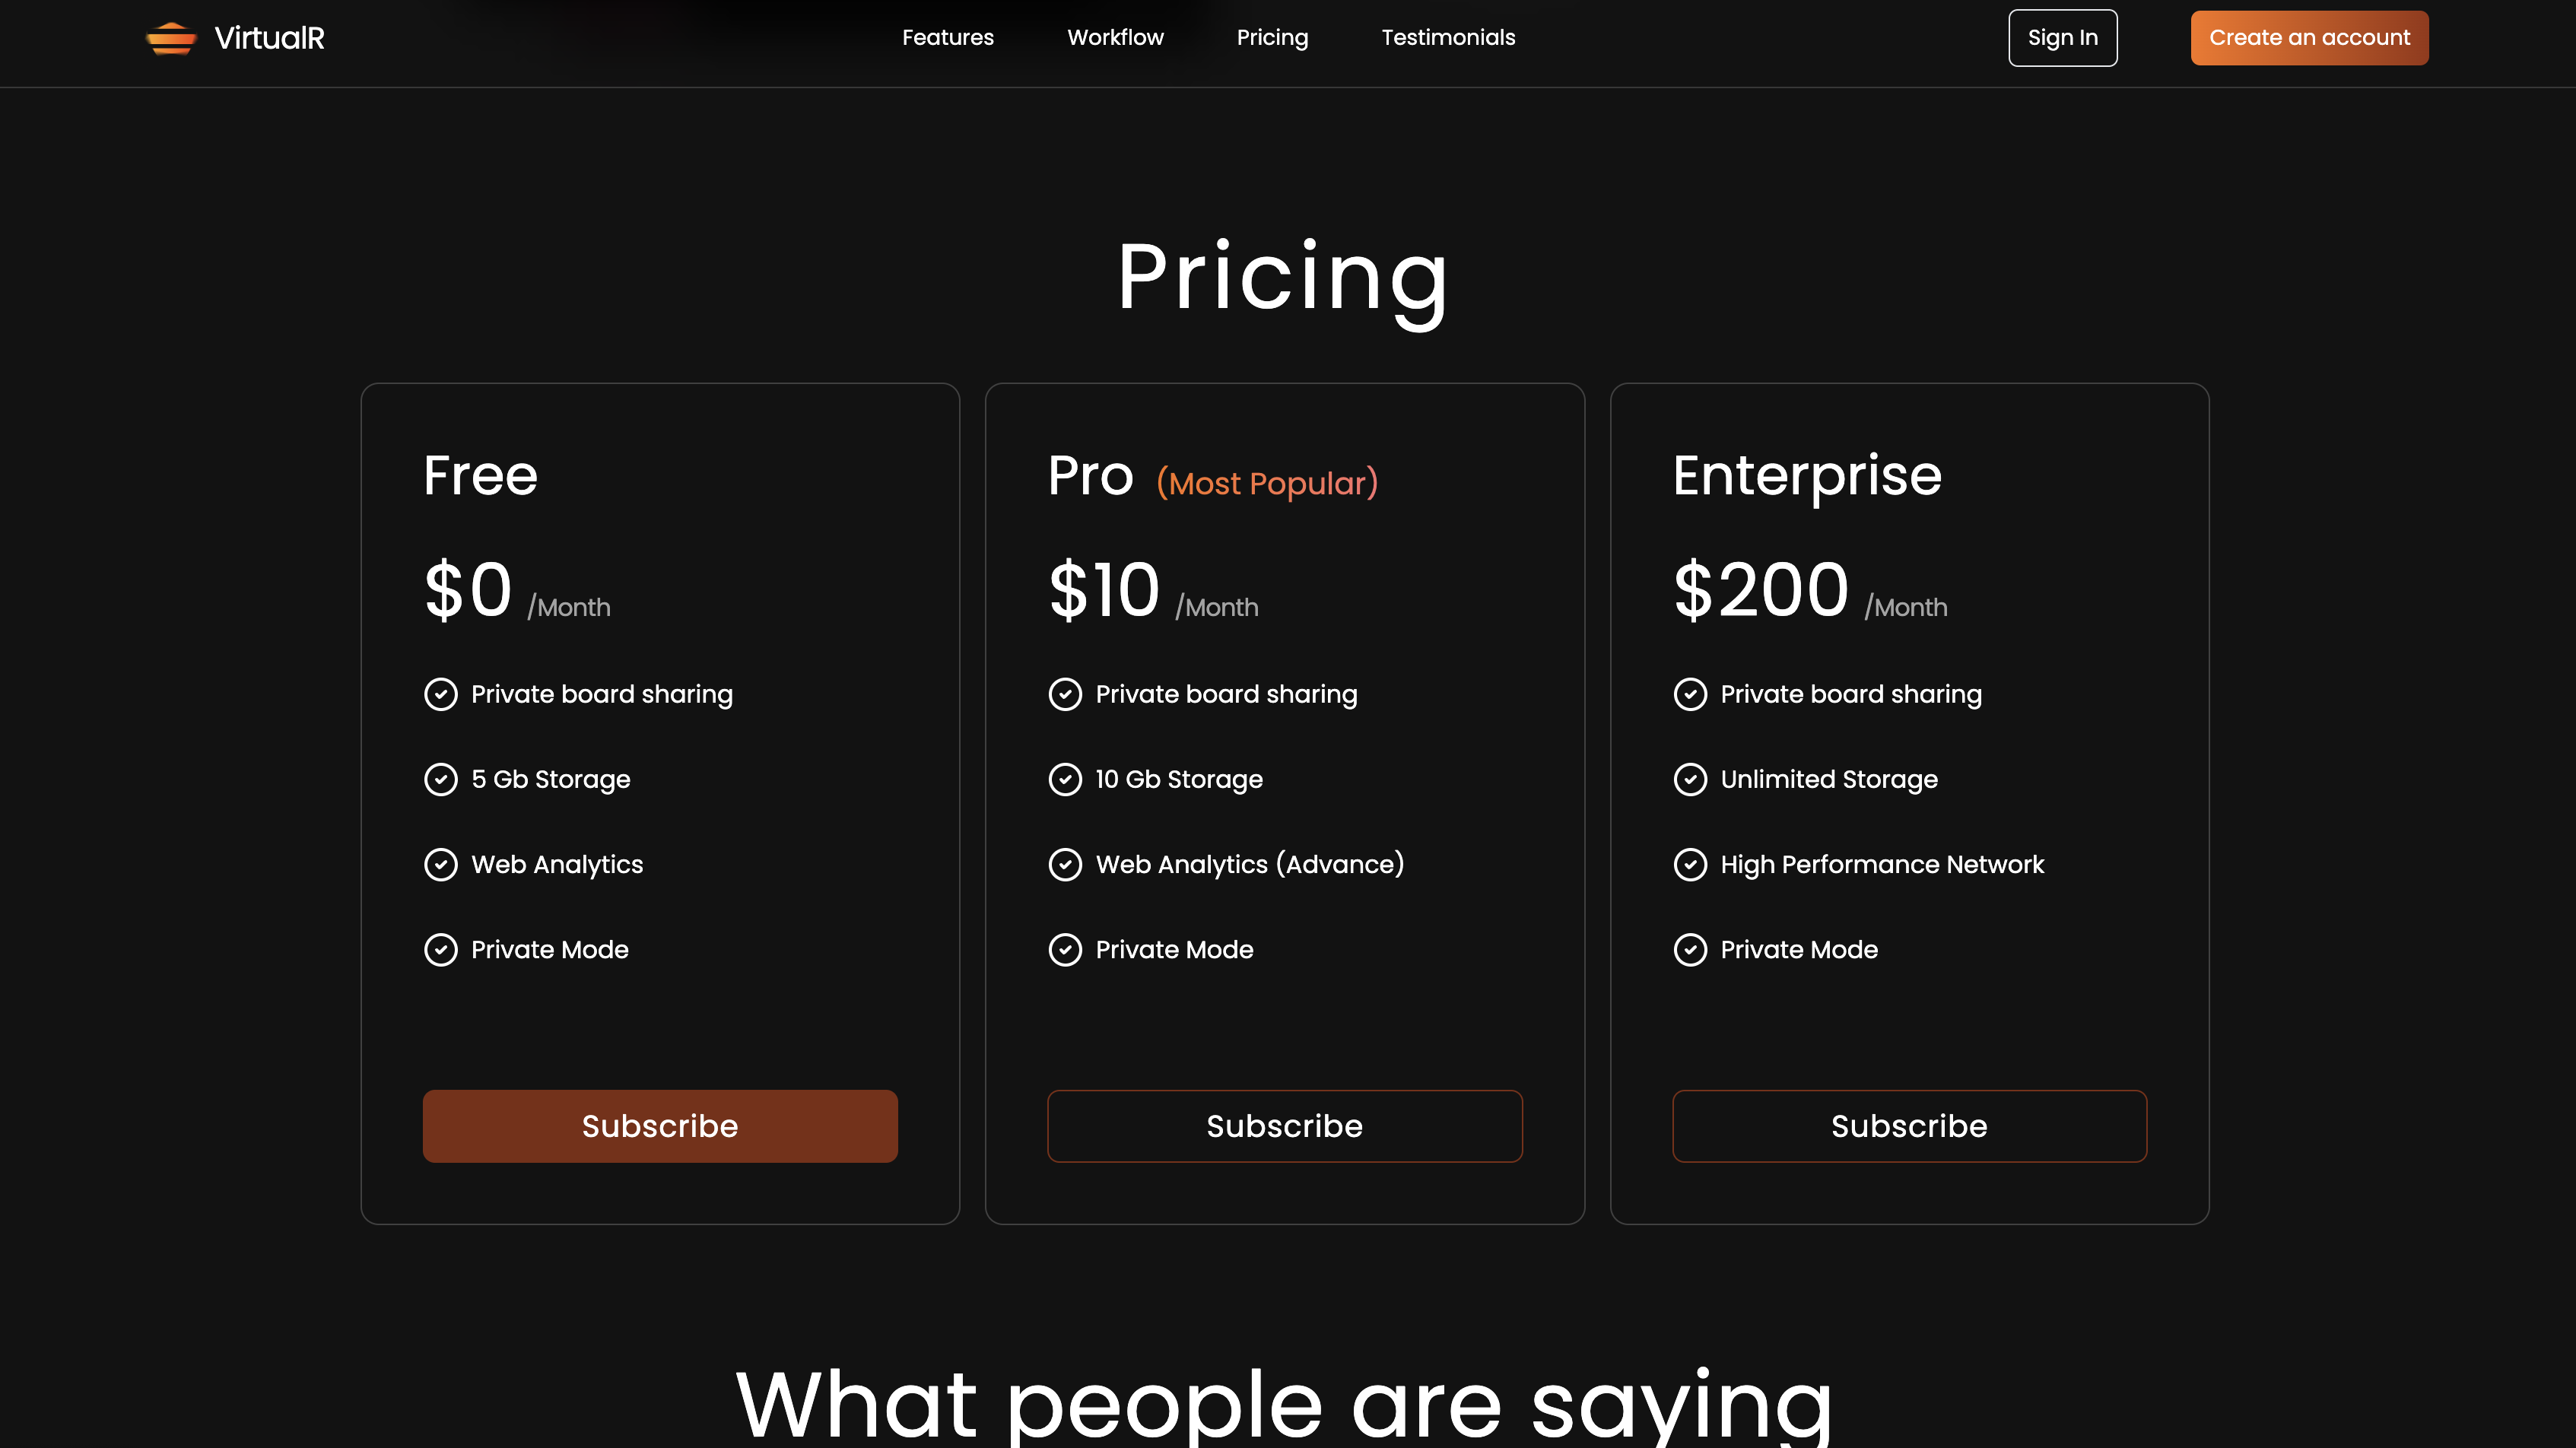 VirtualR
Features
Workflow
Pricing
Testimonials
Sign In
Create an account
Pricing
Free
$0 /Month
Private board sharing
5 Gb Storage
Web Analytics
Private Mode
Subscribe
Pro (Most Popular)
$10 /Month
Private board sharing
10 Gb Storage
Web Analytics (Advance)
Private Mode
Subscribe
Enterprise
$200 /Month
Private board sharing
Unlimited Storage
High Performance Network
Private Mode
Subscribe
What people are saying